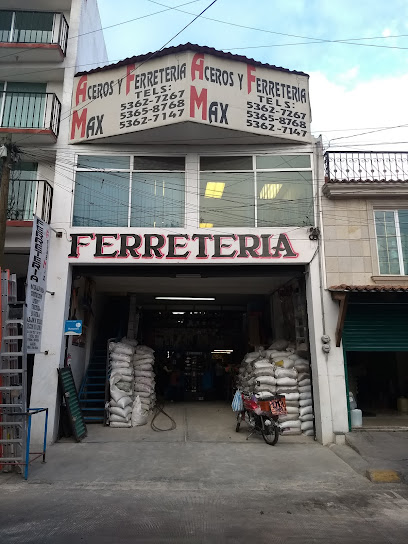 ACEROS Y FERRETERIA
MAX
TELS:
5362-7267
5365-8768
5362-7147
ACEROS Y FERRETERIA
MAX
TELS:
5362-7267
5365-8768
5362-7147
FERRETERIA
FERRETERIA